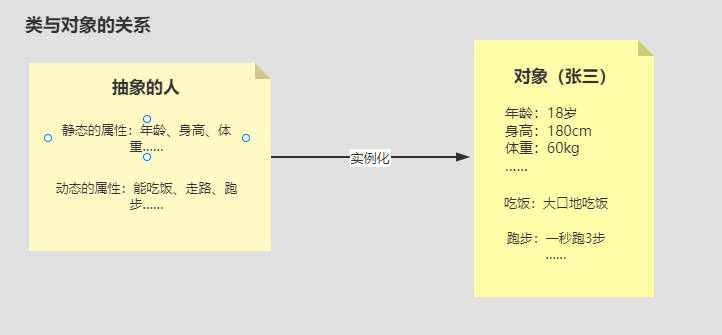 类与对象的关系
抽象的人
静态的属性：年龄、身高、体
重……
动态的属性：能吃饭、走路、跑
步……
实例化
对象（张三）
年龄：18岁
身高：180cm
体重：60kg
……
吃饭：大口地吃饭
跑步：一秒跑3步
……